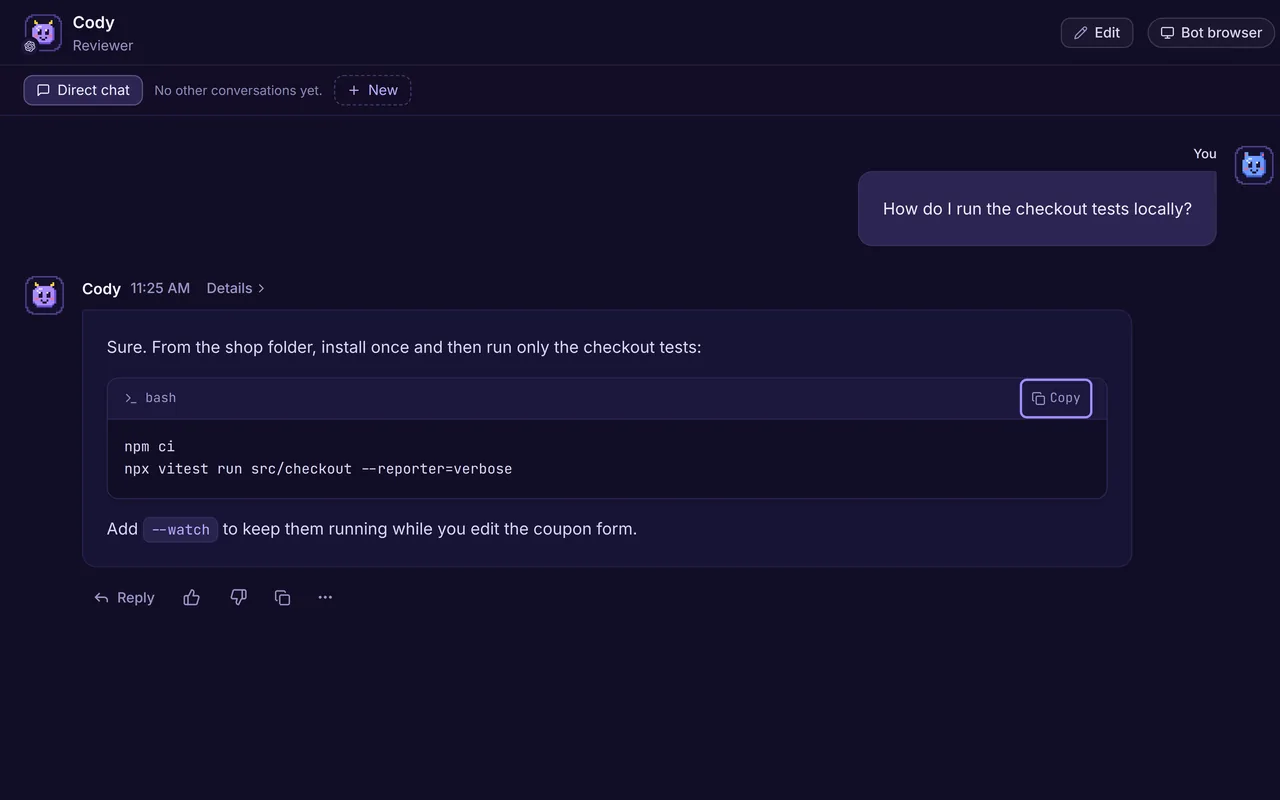 Cody
Reviewer
Edit
Bot browser
Direct chat
No other conversations yet.
+ New
You
How do I run the checkout tests locally?
Cody 11:25 AM Details >
Sure. From the shop folder, install once and then run only the checkout tests:
>_ bash
Copy
npm ci
npx vitest run src/checkout --reporter=verbose
Add --watch to keep them running while you edit the coupon form.
Reply